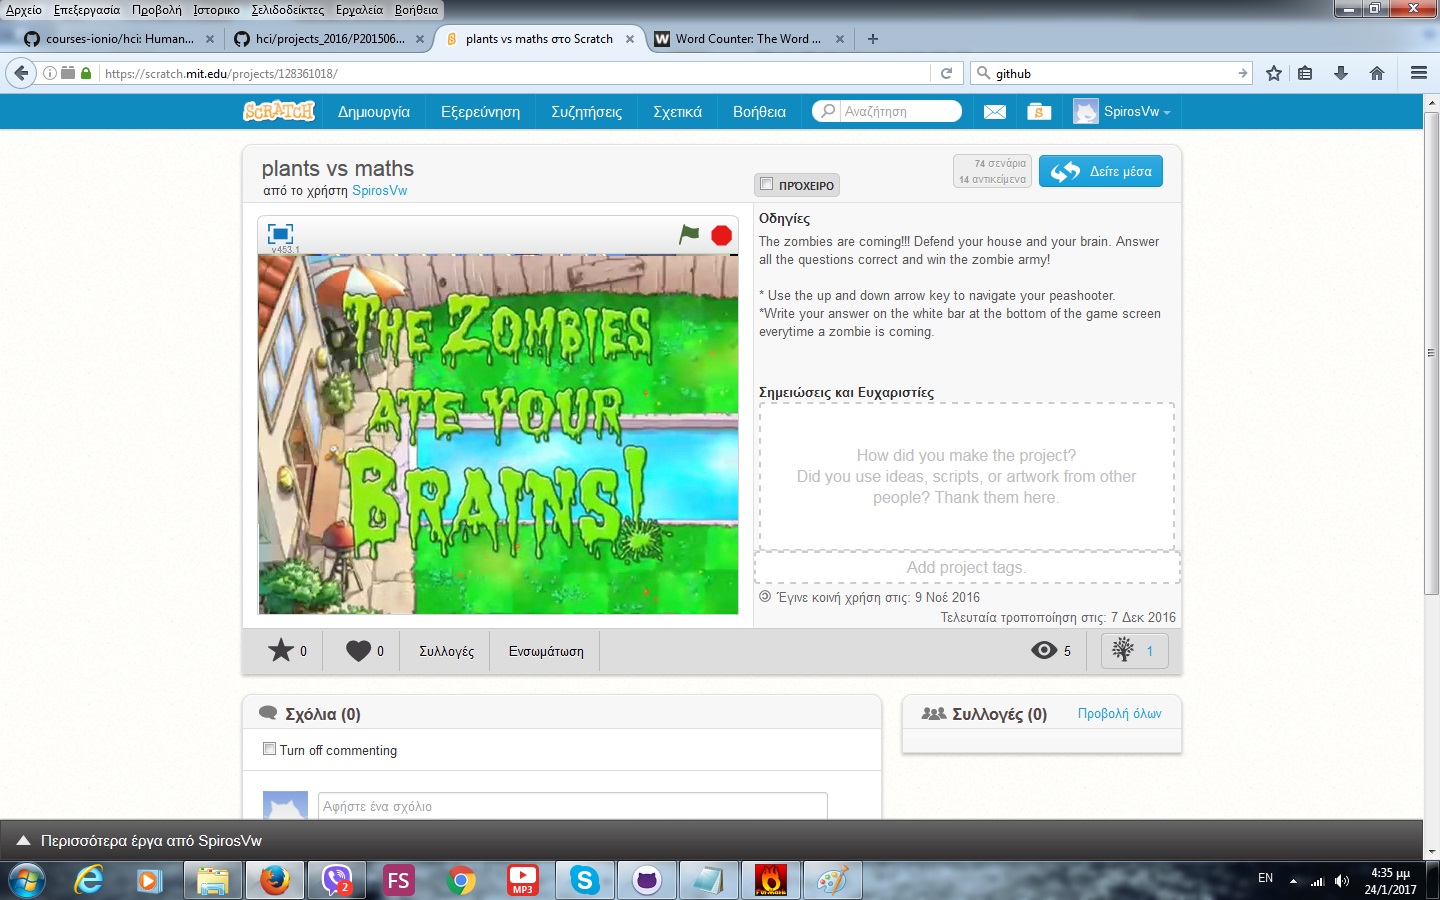 Αρχείο Επεξεργασία Προβολή Ιστορικο Σελιδοδείκτες Εργαλεία Βοήθεια
courses-ionio/hci: Human...
hci/projects_2016/P201506...
plants vs maths στο Scratch
Word Counter: The Word ...
https://scratch.mit.edu/projects/128361018/
github
SCRATCH
Δημιουργία
Εξερεύνηση
Συζητήσεις
Σχετικά
Βοήθεια
Αναζήτηση
SpirosVw
plants vs maths
από το χρήστη SpirosVw
ΠΡΌΧΕΙΡΟ
74 σενάρια
14 αντικείμενα
Δείτε μέσα
v453.1
THE ZOMBIES
ATE YOUR
BRAINS!
Οδηγίες
The zombies are coming!!! Defend your house and your brain. Answer
all the questions correct and win the zombie army!
* Use the up and down arrow key to navigate your peashooter.
*Write your answer on the white bar at the bottom of the game screen
everytime a zombie is coming.
Σημειώσεις και Ευχαριστίες
How did you make the project?
Did you use ideas, scripts, or artwork from other
people? Thank them here.
Add project tags.
Έγινε κοινή χρήση στις: 9 Νοέ 2016
Τελευταία τροποποίηση στις: 7 Δεκ 2016
0
0
Συλλογές
Ενσωμάτωση
5
1
Σχόλια (0)
Turn off commenting
Αφήστε ένα σχόλιο
Συλλογές (0)
Προβολή όλων
Περισσότερα έργα από SpirosVw
2
FS
MP3
EN
4:35 μμ
24/1/2017